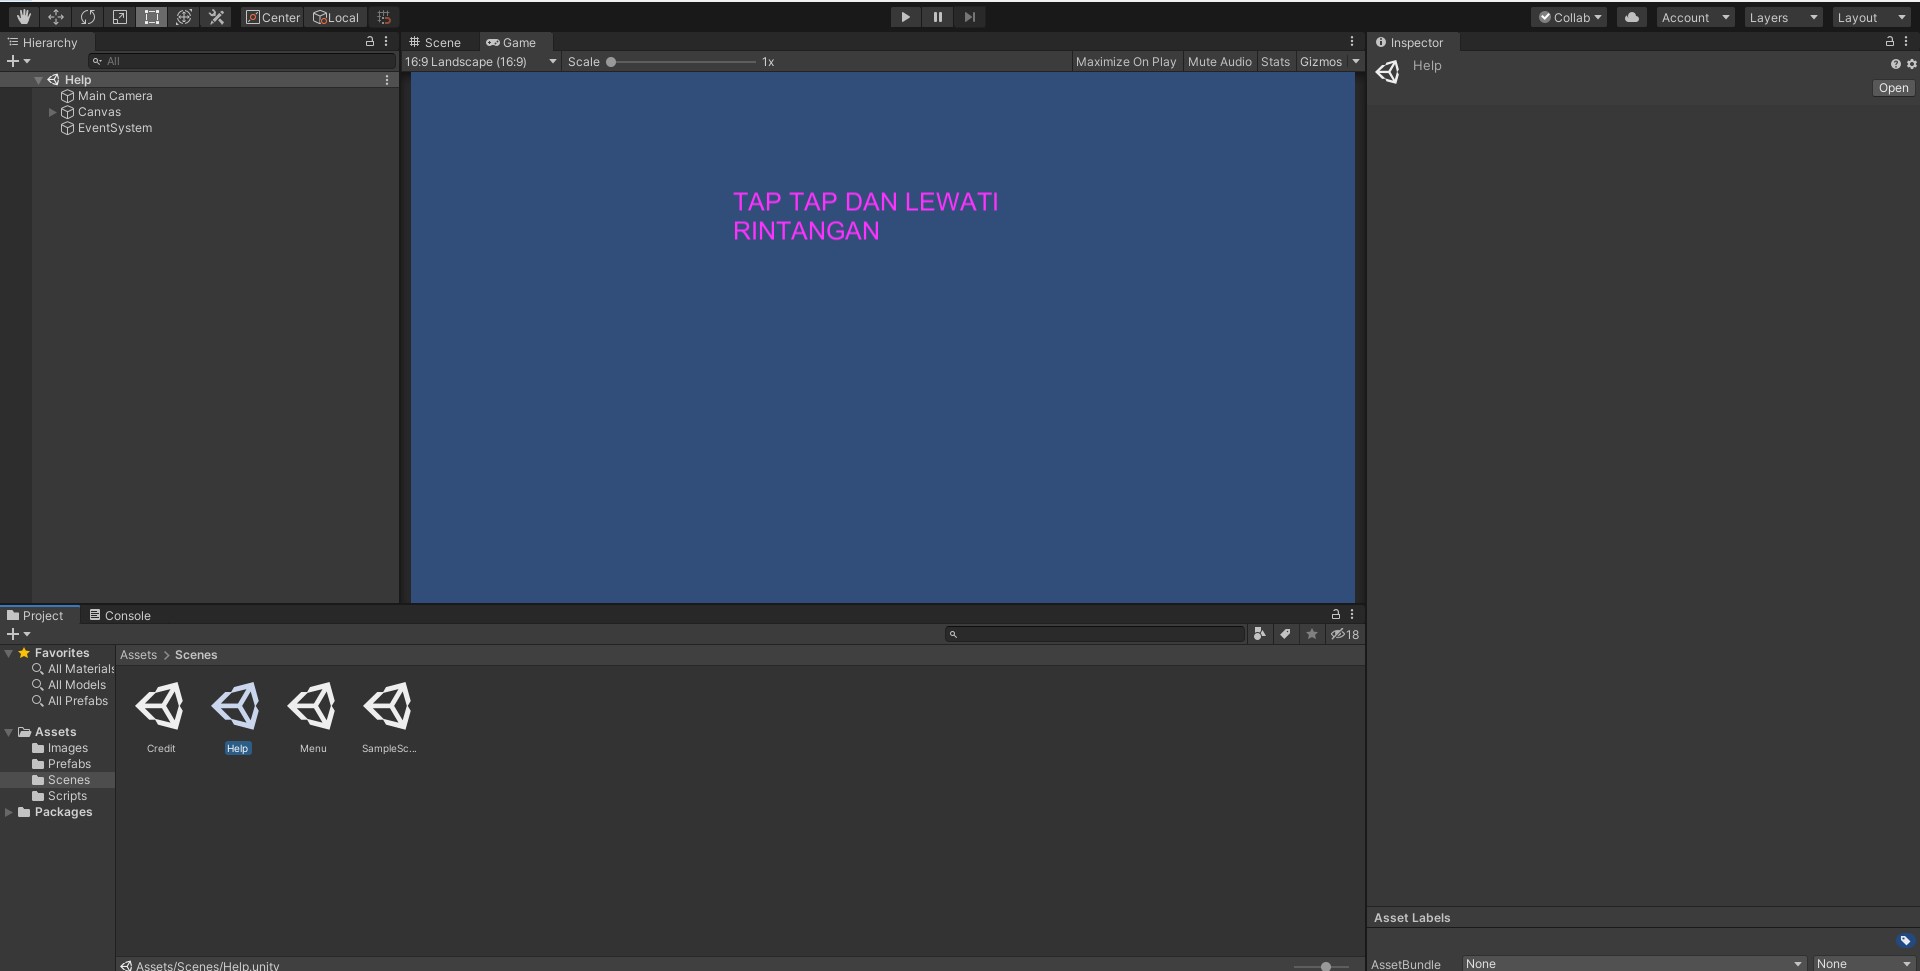 Center Local Collab Account Layers Layout
Hierarchy Scene Game Inspector
All 16:9 Landscape (16:9) Scale 1x Maximize On Play Mute Audio Stats Gizmos
Help
Open
Help
Main Camera
Canvas
EventSystem
TAP TAP DAN LEWATI
RINTANGAN
Project Console
18
Favorites
All Materials
All Models
All Prefabs
Assets
Images
Prefabs
Scenes
Scripts
Packages
Assets > Scenes
Credit Help Menu SampleSc...
Assets/Scenes/Help.unity
Asset Labels
AssetBundle None None